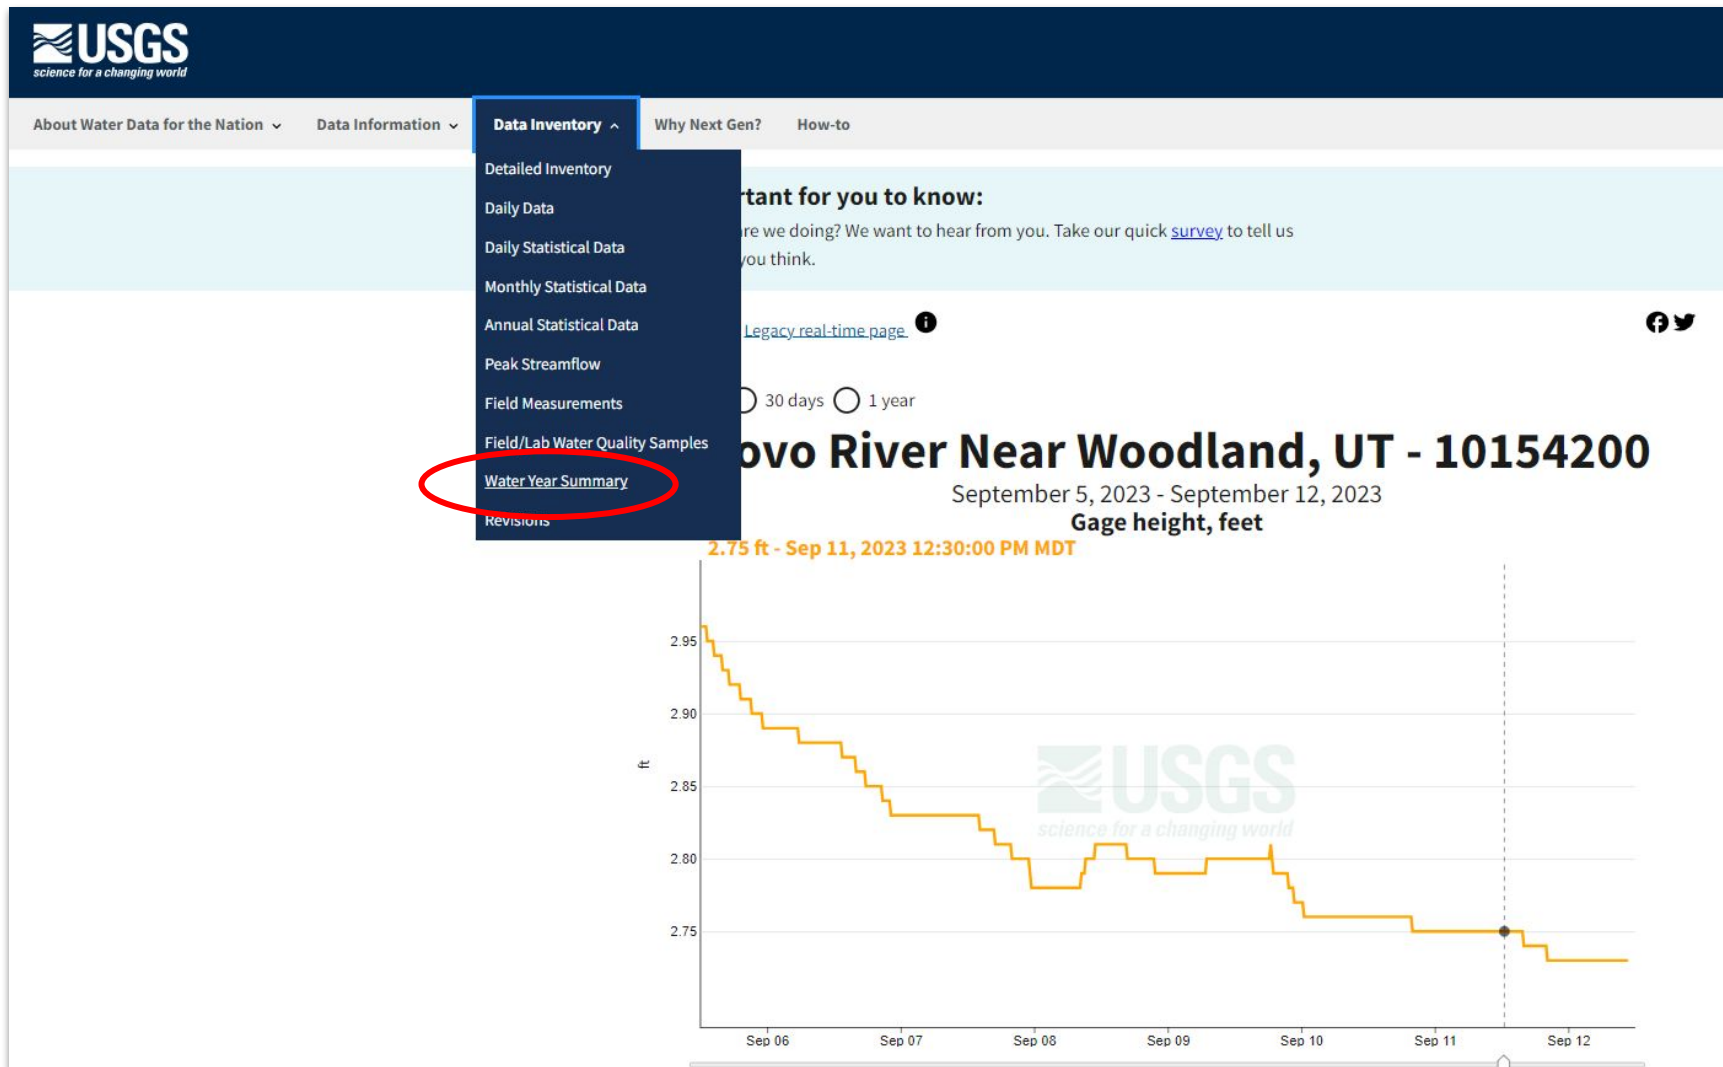 USGS
science for a changing world
About Water Data for the Nation
Data Information
Data Inventory
Why Next Gen?
How-to
Detailed Inventory
Daily Data
Daily Statistical Data
Monthly Statistical Data
Annual Statistical Data
Peak Streamflow
Field Measurements
Field/Lab Water Quality Samples
Water Year Summary
Revisions
rtant for you to know:
re we doing? We want to hear from you. Take our quick survey to tell us
you think.
Legacy real-time page
30 days
1 year
ovo River Near Woodland, UT - 10154200
September 5, 2023 - September 12, 2023
Gage height, feet
2.75 ft - Sep 11, 2023 12:30:00 PM MDT
2.95
2.90
2.85
2.80
2.75
ft
USGS
science for a changing world
Sep 06
Sep 07
Sep 08
Sep 09
Sep 10
Sep 11
Sep 12